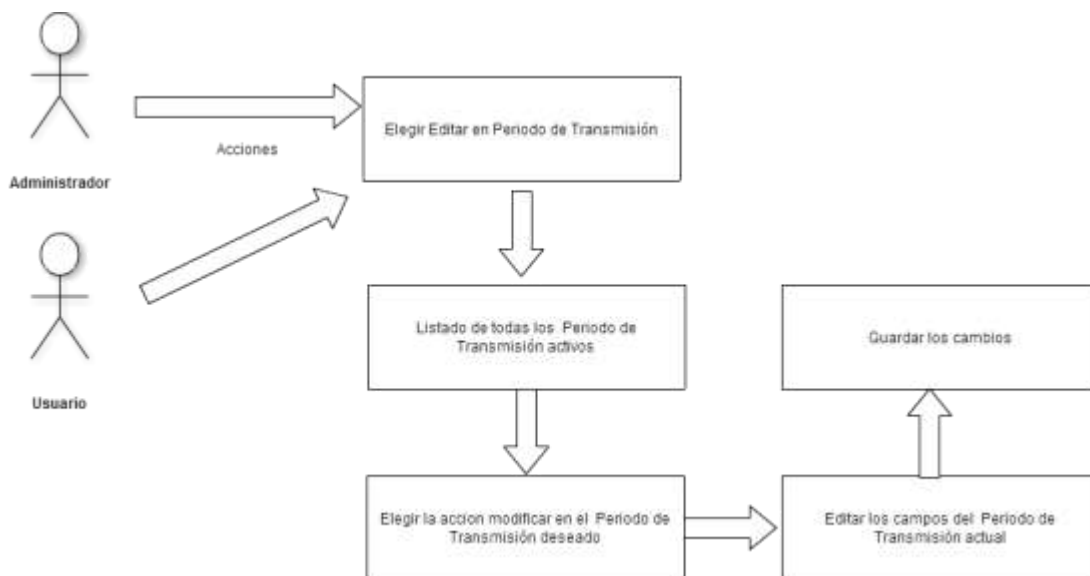 Administrador
Acciones
Elegir Editar en Periodo de Transmisión
Usuario
Listado de todas los Periodo de
Transmisión activos
Guardar los cambios
Elegir la accion modificar en el Periodo de
Transmisión deseado
Editar los campos del Periodo de
Transmisión actual